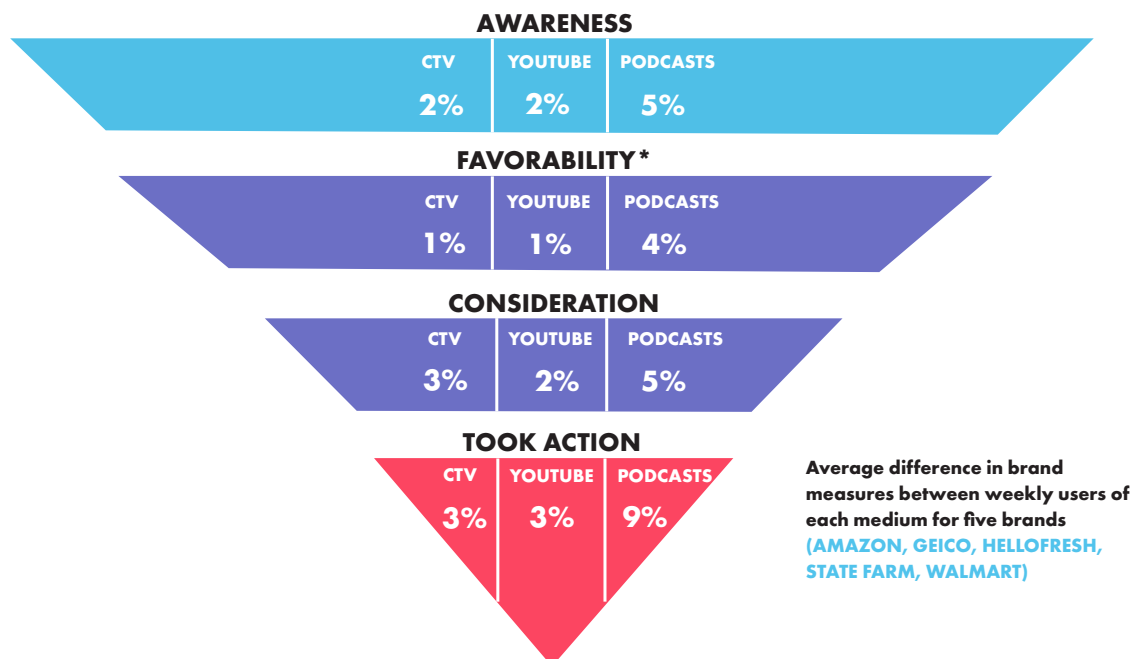 AWARENESS
CTV YOUTUBE PODCASTS
2% 2% 5%
FAVORABILITY*
CTV YOUTUBE PODCASTS
1% 1% 4%
CONSIDERATION
CTV YOUTUBE PODCASTS
3% 2% 5%
TOOK ACTION
CTV YOUTUBE PODCASTS
3% 3% 9%
Average difference in brand
measures between weekly users of
each medium for five brands
(AMAZON, GEICO, HELLOFRESH,
STATE FARM, WALMART)